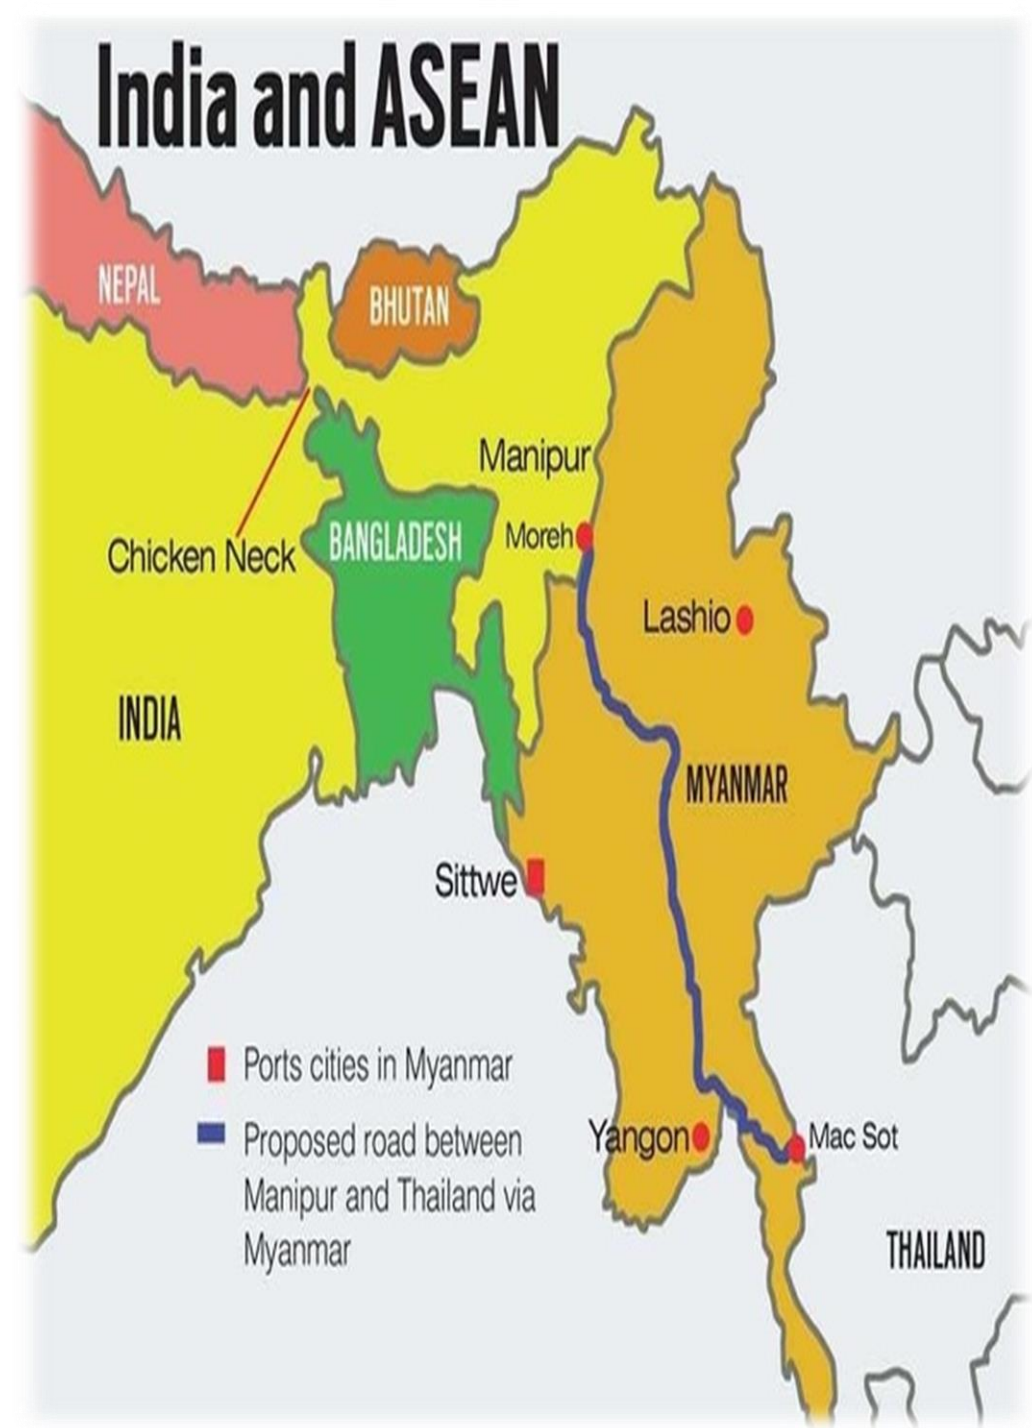 India and ASEAN
NEPAL
BHUTAN
Manipur
Moreh
Chicken Neck
BANGLADESH
Lashio
INDIA
MYANMAR
Sittwe
Ports cities in Myanmar
Proposed road between
Manipur and Thailand via
Myanmar
Yangon
Mac Sot
THAILAND